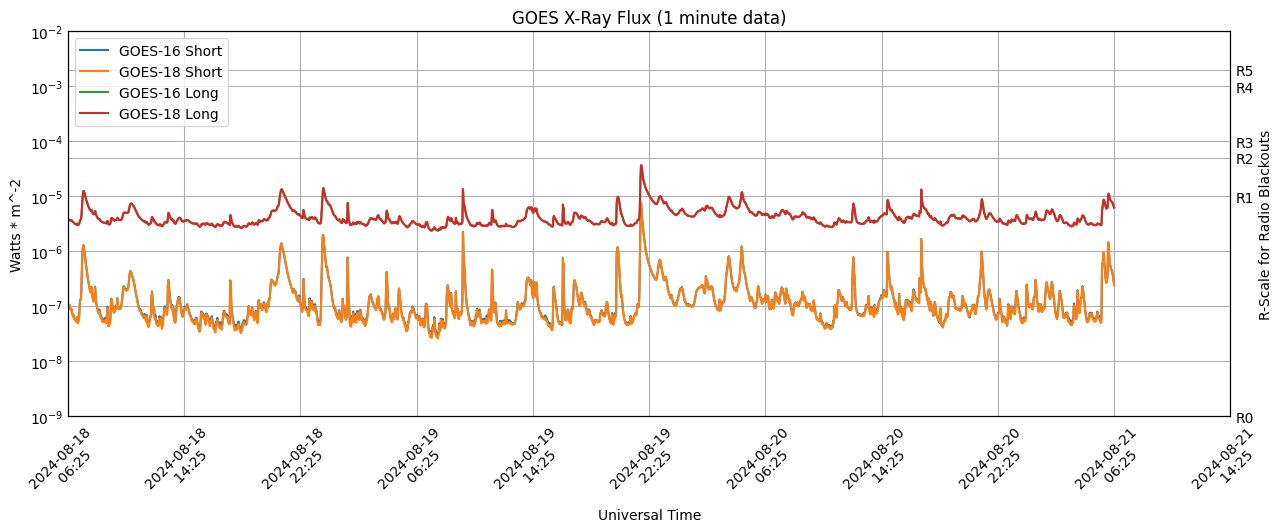 GOES X-Ray Flux (1 minute data)
GOES-16 Short
GOES-18 Short
GOES-16 Long
GOES-18 Long
Watts * m^-2
10^-2
10^-3
10^-4
10^-5
10^-6
10^-7
10^-8
10^-9
R5
R4
R3
R2
R1
R0
R-Scale for Radio Blackouts
2024-08-18
06:25
2024-08-18
14:25
2024-08-18
22:25
2024-08-19
06:25
2024-08-19
14:25
2024-08-19
22:25
2024-08-20
06:25
2024-08-20
14:25
2024-08-20
22:25
2024-08-21
06:25
2024-08-21
14:25
Universal Time